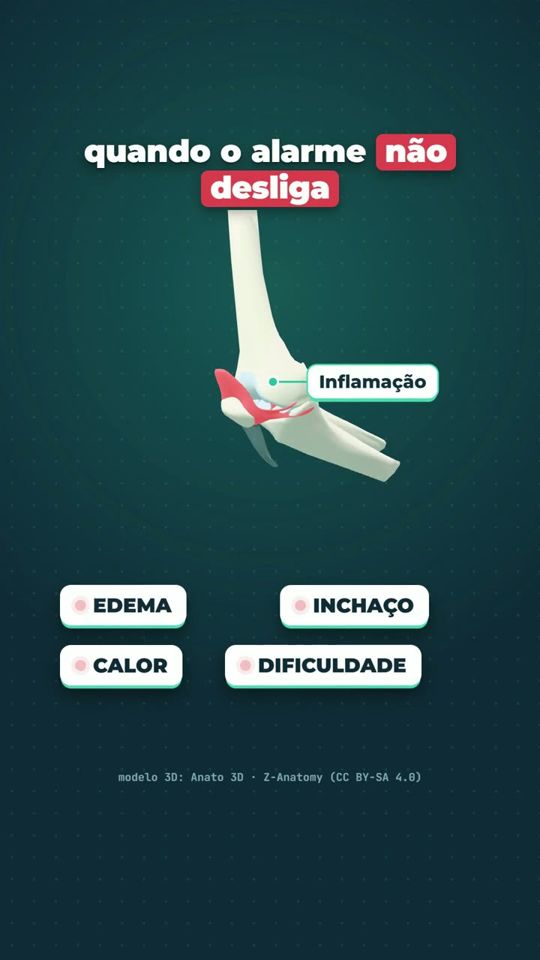 quando o alarme não
desliga
Inflamação
EDEMA
INCHAÇO
CALOR
DIFICULDADE
modelo 3D: Anato 3D · Z-Anatomy (CC BY-SA 4.0)